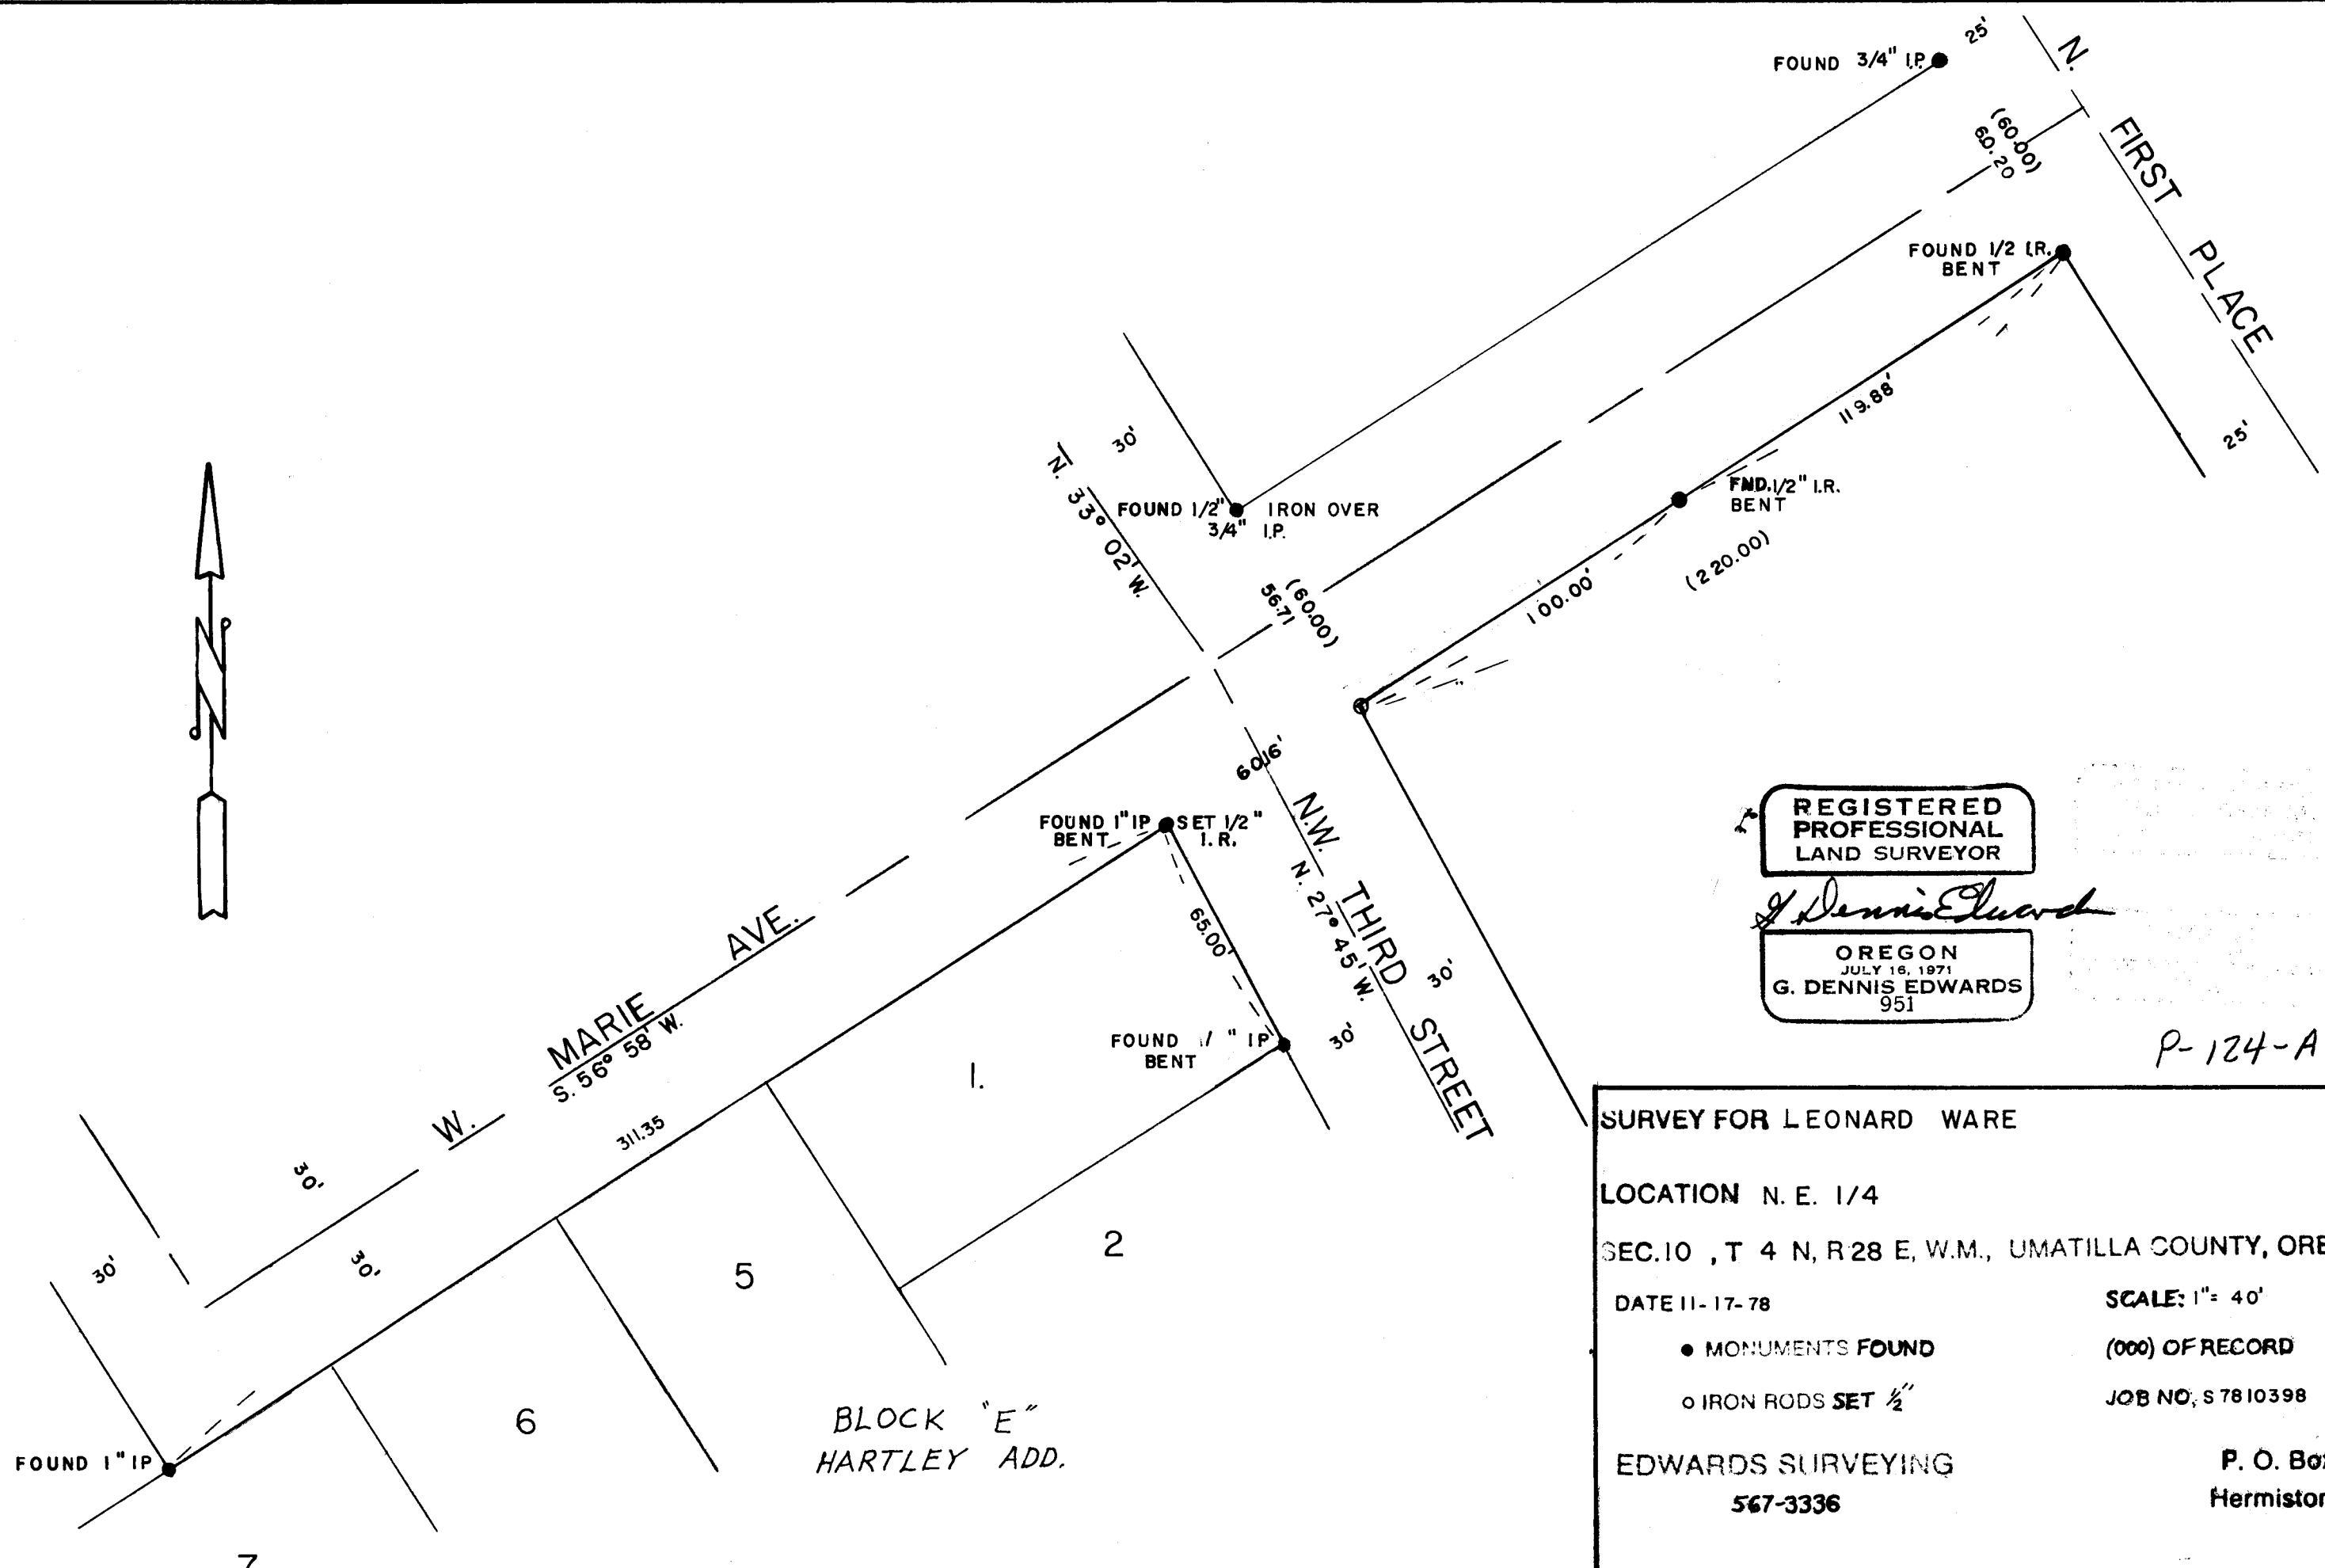 FOUND 3/4" I.P.
25'
N. FIRST PLACE
(60.00)
60.20
FOUND 1/2 I.R.
BENT
119.88'
25'
30'
N. 33° 02' W.
FOUND 1/2" IRON OVER
3/4" I.P.
FND. 1/2" I.R.
BENT
(220.00)
100.00'
(60.00)
56.71
60.16'
FOUND 1" IP
BENT
SET 1/2"
I.R.
N.W. THIRD STREET
N. 27° 45' W.
65.00'
30'
30'
FOUND 1/ " IP
BENT
W. MARIE AVE.
S. 56° 58' W.
311.35
1.
2
5
6
7
30'
30'
30'
FOUND 1" IP
BLOCK "E"
HARTLEY ADD.
REGISTERED
PROFESSIONAL
LAND SURVEYOR
G Dennis Edwards
OREGON
JULY 16, 1971
G. DENNIS EDWARDS
951
P-124-A
SURVEY FOR LEONARD WARE
LOCATION N. E. 1/4
SEC. 10 , T 4 N, R 28 E, W.M., UMATILLA COUNTY, ORE
DATE 11-17-78
SCALE: 1"= 40'
● MONUMENTS FOUND
(000) OF RECORD
o IRON RODS SET 1/2"
JOB NO; S 7810398
EDWARDS SURVEYING
567-3336
P. O. Box
Hermiston